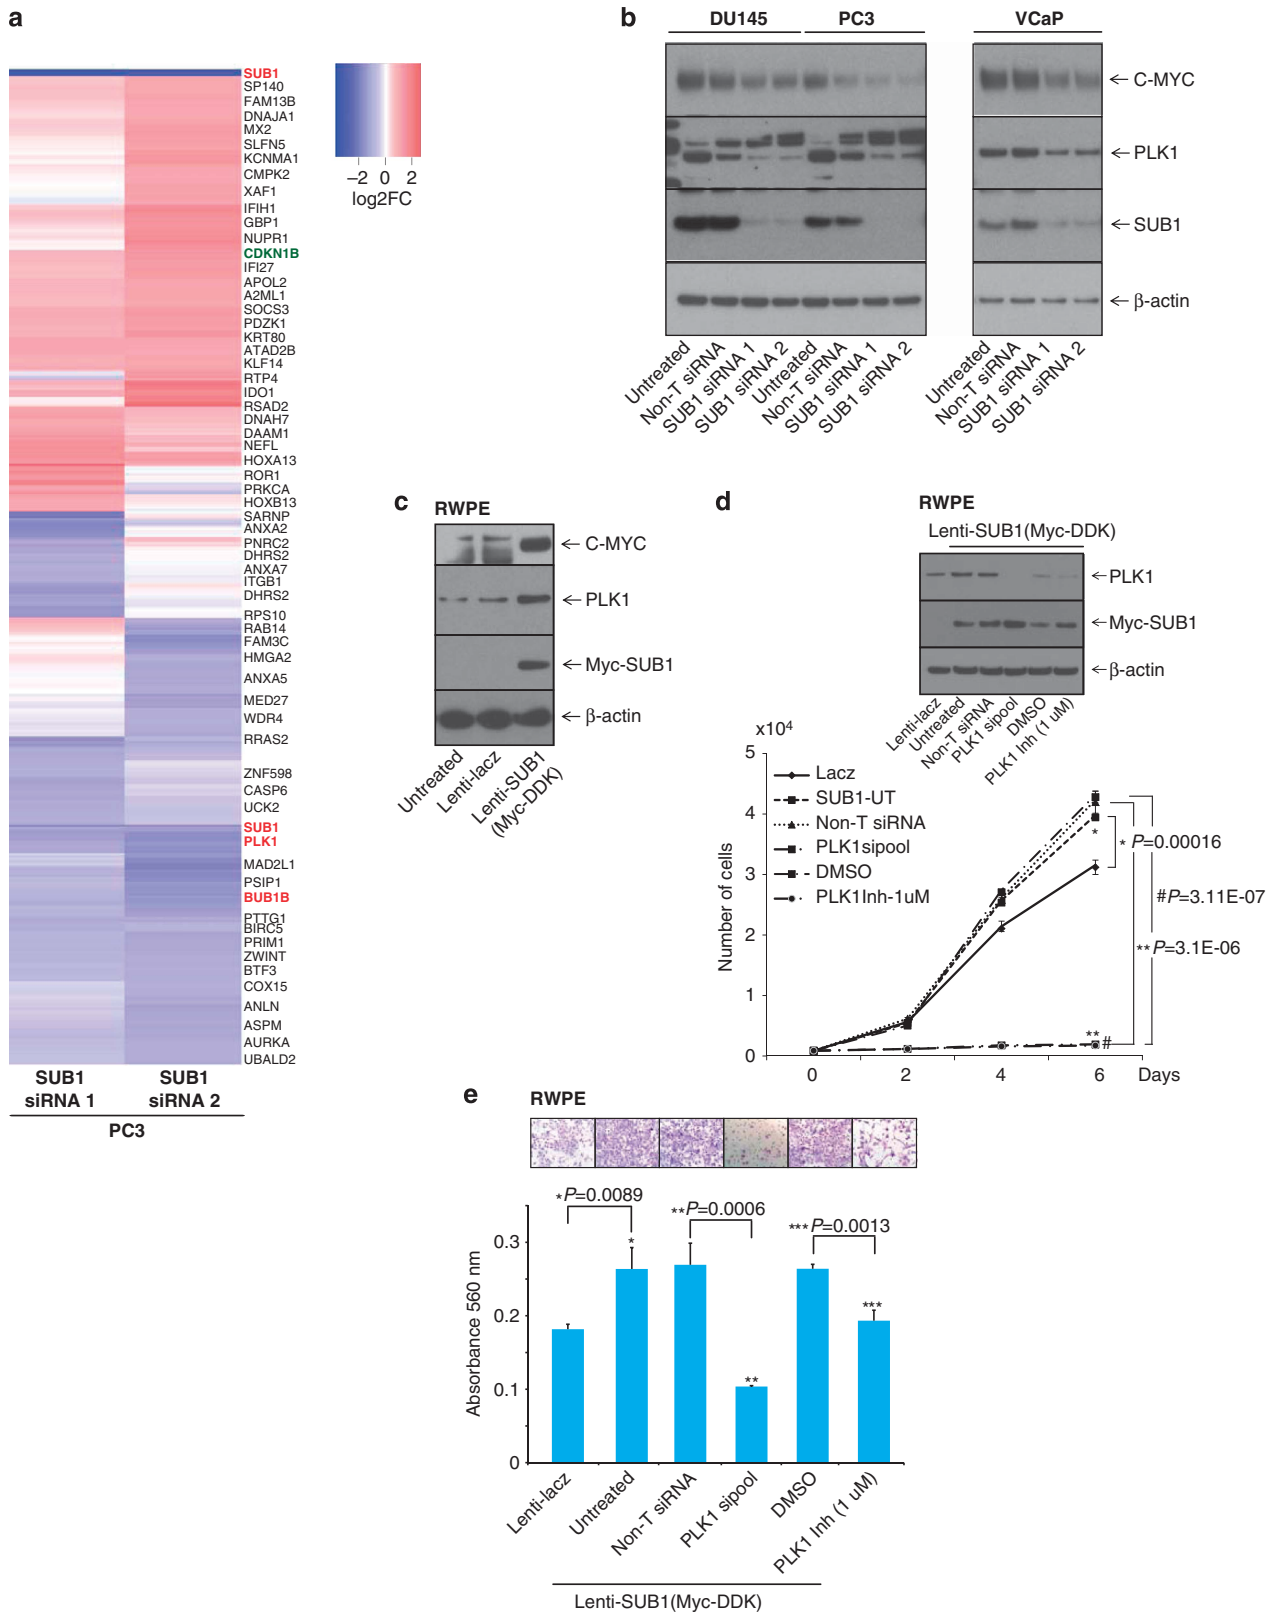 a
SUB1
SP140
FAM13B
DNAJA1
MX2
SLFN5
KCNMA1
CMPK2
XAF1
IFIH1
GBP1
NUPR1
CDKN1B
IFI27
APOL2
A2ML1
SOCS3
PDZK1
KRT80
ATAD2B
KLF14
RTP4
IDO1
RSAD2
DNAH7
DAAM1
NEFL
HOXA13
ROR1
PRKCA
HOXB13
SARNP
ANXA2
PNRC2
DHRS2
ANXA7
ITGB1
DHRS2
RPS10
RAB14
FAM3C
HMGA2
ANXA5
MED27
WDR4
RRAS2
ZNF598
CASP6
UCK2
SUB1
PLK1
MAD2L1
PSIP1
BUB1B
PTTG1
BIRC5
PRIM1
ZWINT
BTF3
COX15
ANLN
ASPM
AURKA
UBALD2
SUB1 siRNA 1
SUB1 siRNA 2
PC3
−2 0 2
log2FC
b
DU145 PC3 VCaP
C-MYC
PLK1
SUB1
β-actin
Untreated
Non-T siRNA
SUB1 siRNA 1
SUB1 siRNA 2
Untreated
Non-T siRNA
SUB1 siRNA 1
SUB1 siRNA 2
Untreated
Non-T siRNA
SUB1 siRNA 1
SUB1 siRNA 2
c
RWPE
C-MYC
PLK1
Myc-SUB1
β-actin
Untreated
Lenti-lacz
Lenti-SUB1
(Myc-DDK)
d
RWPE
Lenti-SUB1(Myc-DDK)
PLK1
Myc-SUB1
β-actin
Lenti-lacz
Untreated
Non-T siRNA
PLK1 sipool
DMSO
PLK1 Inh (1 uM)
x10⁴
5
4
3
2
1
0
Number of cells
Lacz
SUB1-UT
Non-T siRNA
PLK1sipool
DMSO
PLK1Inh-1uM
*
* P=0.00016
#P=3.11E-07
** P=3.1E-06
**
#
0 2 4 6 Days
e
RWPE
*P=0.0089
**P=0.0006
***P=0.0013
*
**
***
Absorbance 560 nm
0.3
0.2
0.1
0
Lenti-lacz
Untreated
Non-T siRNA
PLK1 sipool
DMSO
PLK1 Inh (1 uM)
Lenti-SUB1(Myc-DDK)